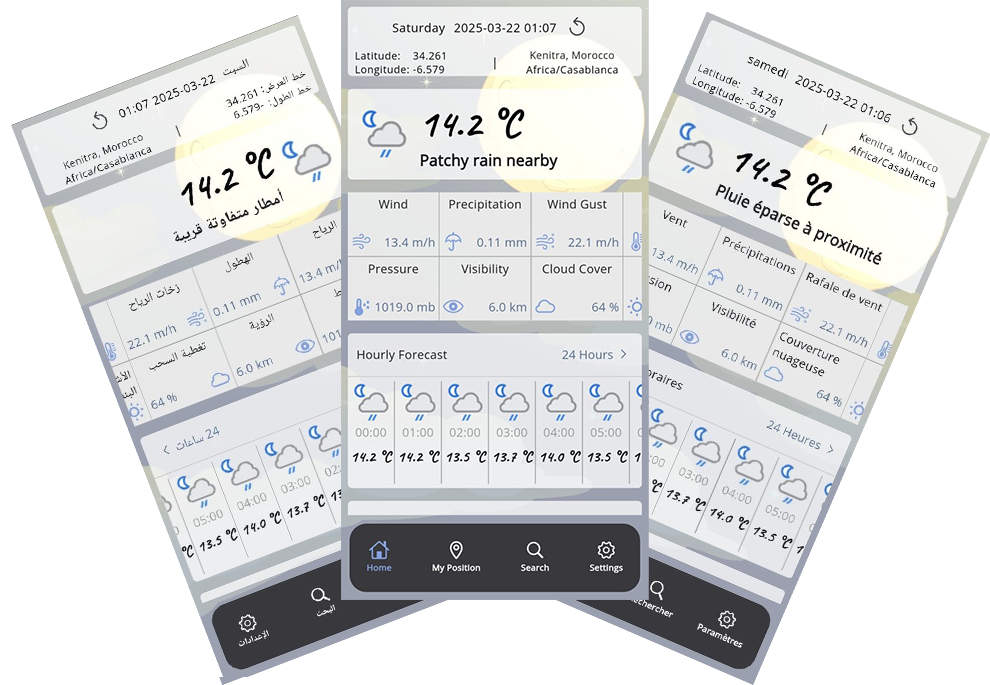 السبت 2025-03-22 01:07
خط العرض: 34.261
خط الطول: -6.579
|
Kenitra, Morocco
Africa/Casablanca
14.2 °C
أمطار متفاوتة قريبة
الرياح
13.4 m/h
الهطول
0.11 mm
زخات الرياح
22.1 m/h
الرؤية
6.0 km
تغطية السحب
64 %
24 ساعات
03:00
04:00
05:00
13.7 °C
14.0 °C
13.5 °C
البحث
الإعدادات
Saturday 2025-03-22 01:07
Latitude: 34.261
Longitude: -6.579
|
Kenitra, Morocco
Africa/Casablanca
14.2 °C
Patchy rain nearby
Wind Precipitation Wind Gust
13.4 m/h 0.11 mm 22.1 m/h
Pressure Visibility Cloud Cover
1019.0 mb 6.0 km 64 %
Hourly Forecast 24 Hours
00:00 01:00 02:00 03:00 04:00 05:00
14.2 °C 14.2 °C 13.5 °C 13.7 °C 14.0 °C 13.5 °C
Home My Position Search Settings
samedi 2025-03-22 01:06
Latitude: 34.261
Longitude: -6.579
|
Kenitra, Morocco
Africa/Casablanca
14.2 °C
Pluie éparse à proximité
Vent Précipitations Rafale de vent
13.4 m/h 0.11 mm 22.1 m/h
Visibilité Couverture
nuageuse
6.0 km 64 %
24 Heures
03:00 04:00 05:00
13.7 °C 14.0 °C 13.5 °C
Paramètres